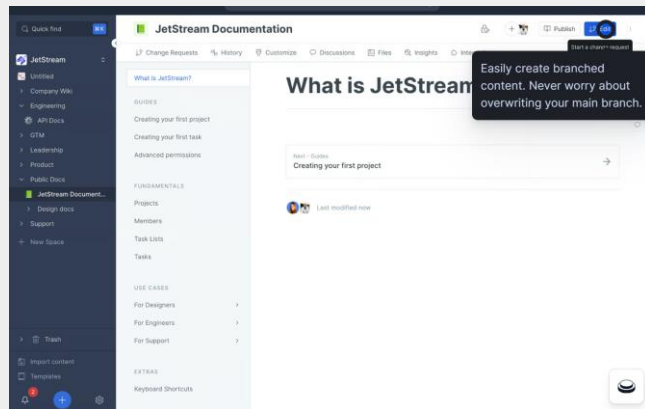 Quick find
JetStream
Untitled
Company Wiki
Engineering
API Docs
GTM
Leadership
Product
Public Docs
JetStream Document...
Design docs
Support
New Space
Trash
Import content
Templates
2
JetStream Documentation
Publish
Edit
Change Requests
History
Customize
Discussions
Files
Insights
Start a change request
Easily create branched
content. Never worry about
overwriting your main branch.
What is JetStream?
GUIDES
Creating your first project
Creating your first task
Advanced permissions
FUNDAMENTALS
Projects
Members
Task Lists
Tasks
USE CASES
For Designers
For Engineers
For Support
EXTRAS
Keyboard Shortcuts
What is JetStream
Next - Guides
Creating your first project
Last modified now